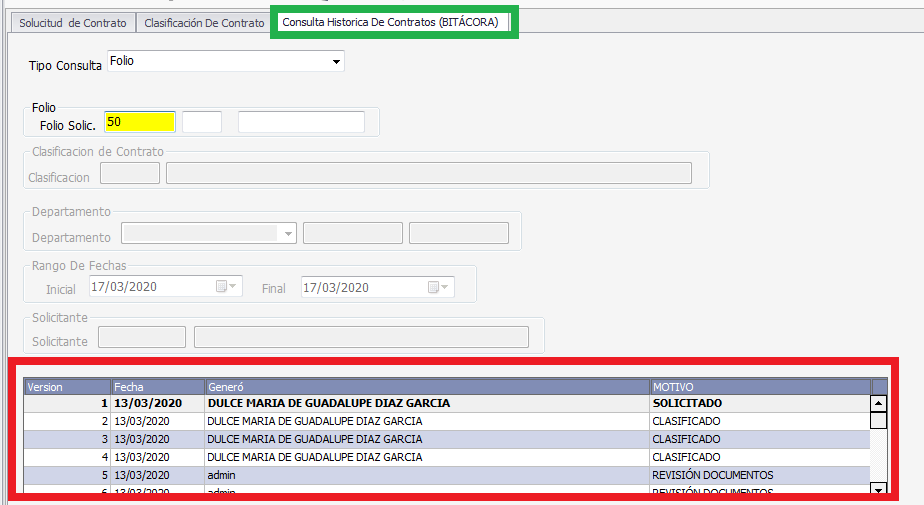 Solucitud de Contrato Clasificación De Contrato Consulta Historica De Contratos (BITÁCORA)
Tipo Consulta Folio
Folio
Folio Solic. 50
Clasificacion de Contrato
Clasificacion
Departamento
Departamento
Rango De Fechas
Inicial 17/03/2020 Final 17/03/2020
Solicitante
Solicitante
Version Fecha Generó MOTIVO
1 13/03/2020 DULCE MARIA DE GUADALUPE DIAZ GARCIA SOLICITADO
2 13/03/2020 DULCE MARIA DE GUADALUPE DIAZ GARCIA CLASIFICADO
3 13/03/2020 DULCE MARIA DE GUADALUPE DIAZ GARCIA CLASIFICADO
4 13/03/2020 DULCE MARIA DE GUADALUPE DIAZ GARCIA CLASIFICADO
5 13/03/2020 admin REVISIÓN DOCUMENTOS
6 13/03/2020 admin REVISIÓN DOCUMENTOS